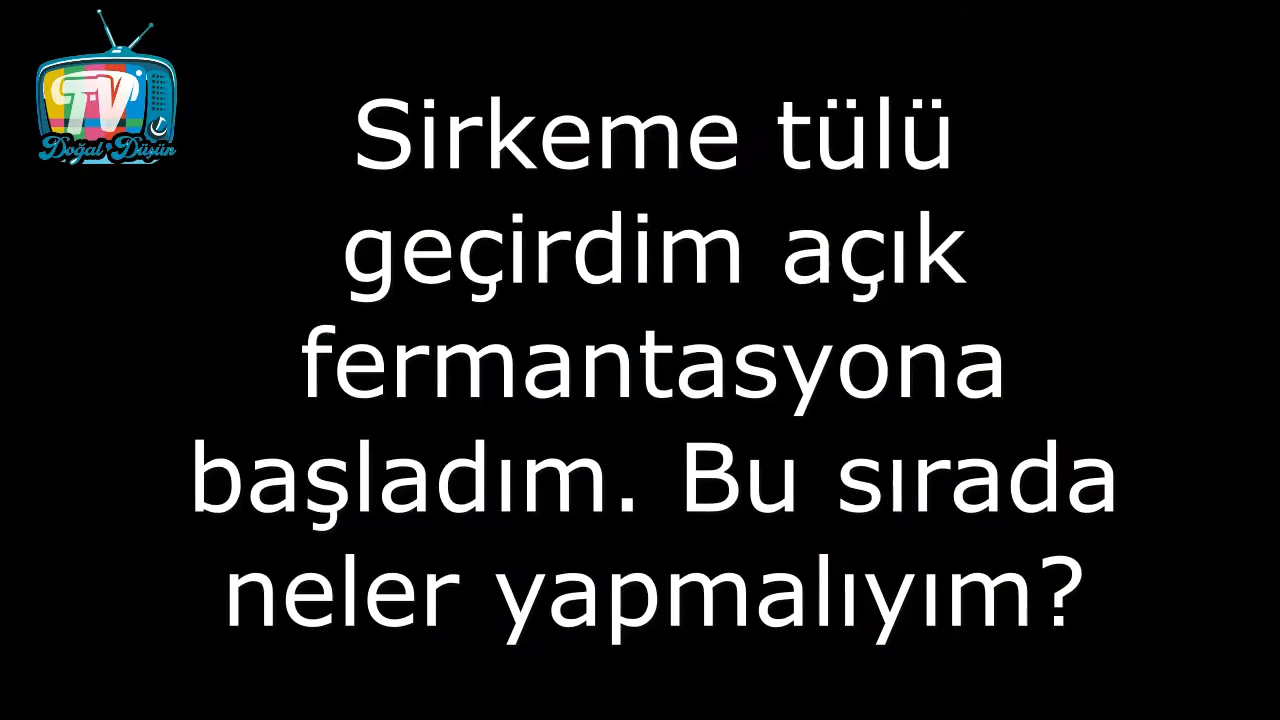 TV
Doğal Düşün
Sirkeme tülü
geçirdim açık
fermantasyona
başladım. Bu sırada
neler yapmalıyım?